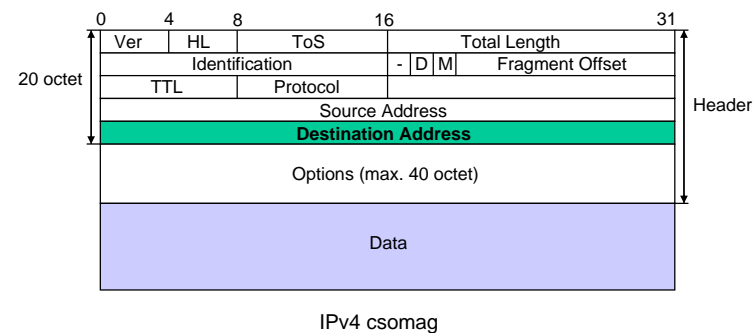 0 4 8 16 31
Ver HL ToS Total Length
Identification - D M Fragment Offset
20 octet
TTL Protocol
Header
Source Address
Destination Address
Options (max. 40 octet)
Data
IPv4 csomag